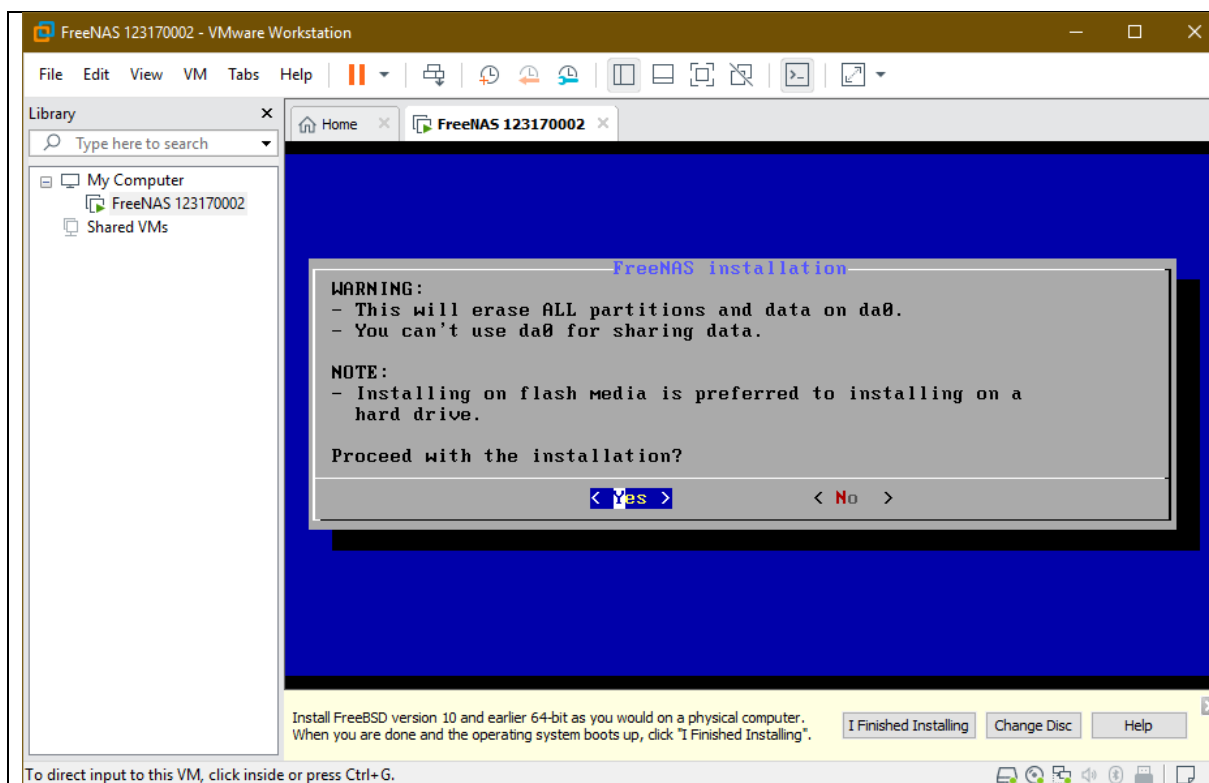 FreeNAS 123170002 - VMware Workstation
File Edit View VM Tabs Help
Library
Home
FreeNAS 123170002
Type here to search
My Computer
FreeNAS 123170002
Shared VMs
FreeNAS installation
WARNING:
- This will erase ALL partitions and data on da0.
- You can't use da0 for sharing data.
NOTE:
- Installing on flash media is preferred to installing on a
hard drive.
Proceed with the installation?
< Yes > < No >
Install FreeBSD version 10 and earlier 64-bit as you would on a physical computer.
When you are done and the operating system boots up, click "I Finished Installing".
I Finished Installing Change Disc Help
To direct input to this VM, click inside or press Ctrl+G.